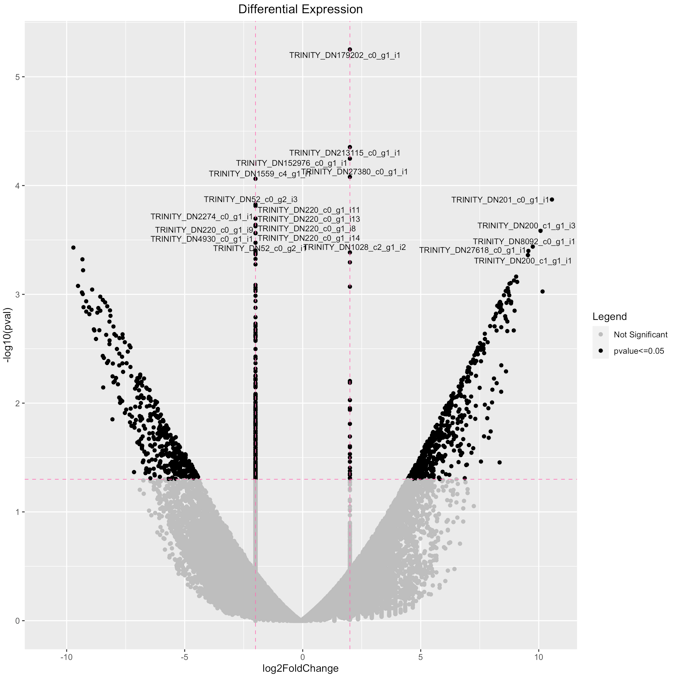 Differential Expression
TRINITY_DN179202_c0_g1_i1
TRINITY_DN213115_c0_g1_i1
TRINITY_DN152976_c0_g1_i1
TRINITY_DN27380_c0_g1_i1
TRINITY_DN52_c0_g2_i3
TRINITY_DN201_c0_g1_i1
TRINITY_DN220_c0_g1_i11
TRINITY_DN2274_c0_g1_i1
TRINITY_DN220_c0_g1_i13
TRINITY_DN200_c1_g1_i3
TRINITY_DN220_c0_g1_i9
TRINITY_DN220_c0_g1_i8
TRINITY_DN4930_c0_g1_i1
TRINITY_DN220_c0_g1_i14
TRINITY_DN8092_c0_g1_i1
TRINITY_DN52_c0_g2_i1
TRINITY_DN1028_c2_g1_i2
TRINITY_DN27618_c0_g1_i1
TRINITY_DN200_c1_g1_i1
5
4
3
2
1
0
-log10(pval)
-10
-5
0
5
10
log2FoldChange
Legend
Not Significant
pvalue<=0.05